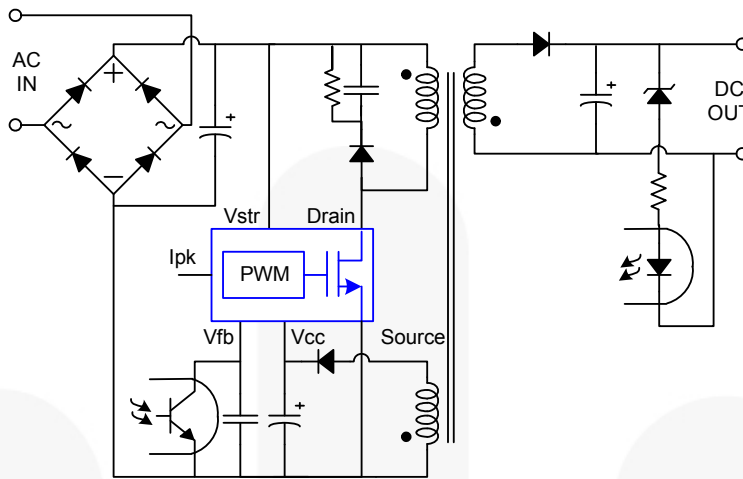 AC
IN
+
−
~
~
+
+
DC
OUT
Vstr
Drain
Ipk
PWM
Vfb
Vcc
Source
+